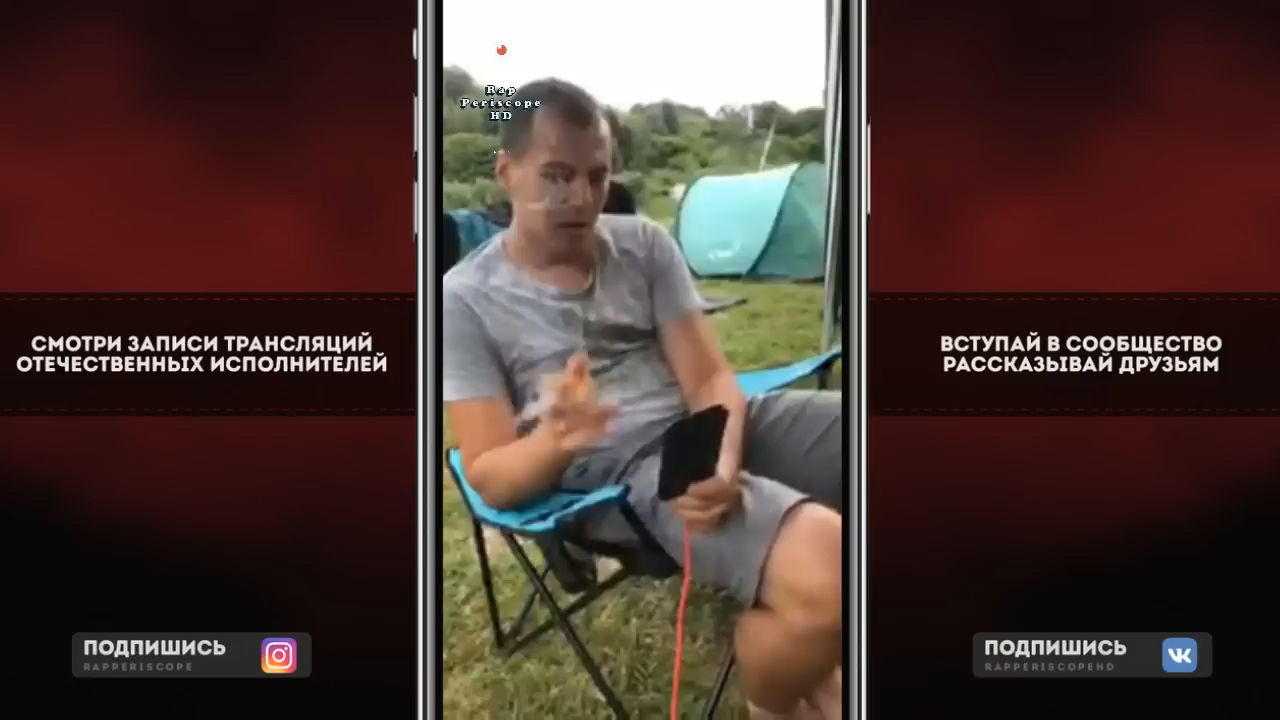 Rap
Periscope
HD
СМОТРИ ЗАПИСИ ТРАНСЛЯЦИЙ
ОТЕЧЕСТВЕННЫХ ИСПОЛНИТЕЛЕЙ
ВСТУПАЙ В СООБЩЕСТВО
РАССКАЗЫВАЙ ДРУЗЬЯМ
ПОДПИШИСЬ
RAPPERISCOPE
ПОДПИШИСЬ
RAPPERISCOPEHD